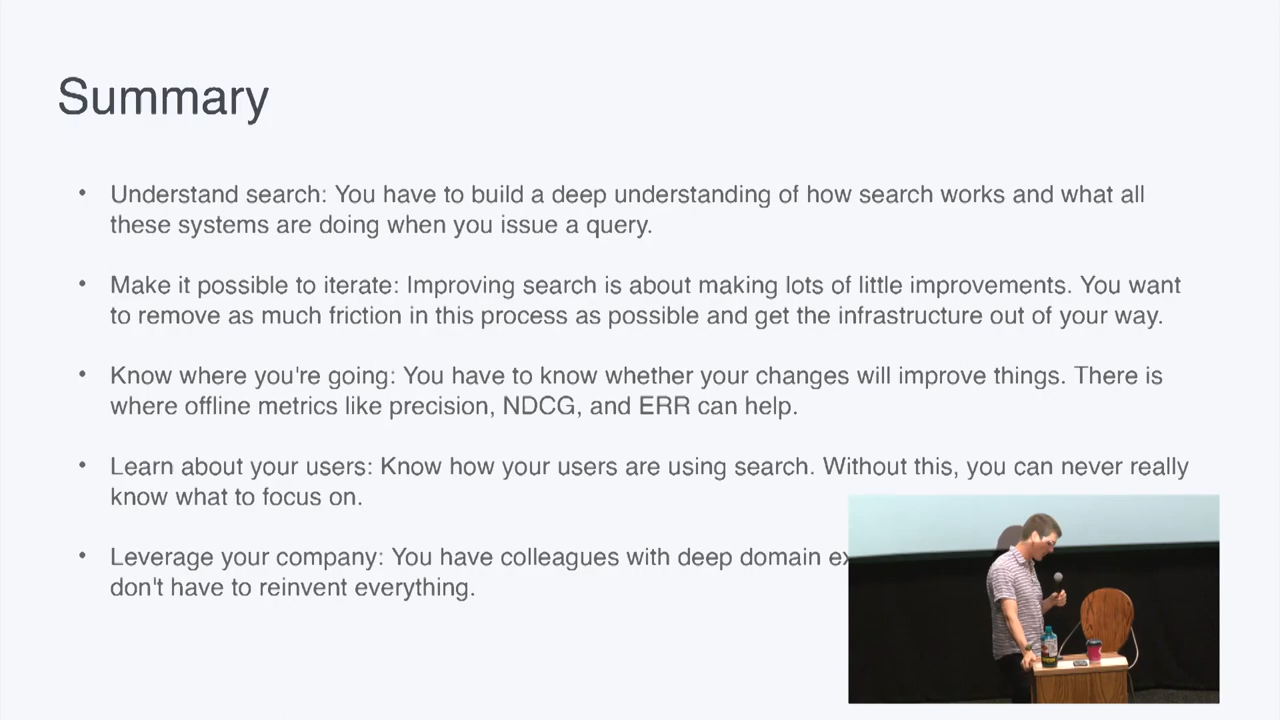 Summary
• Understand search: You have to build a deep understanding of how search works and what all
these systems are doing when you issue a query.
• Make it possible to iterate: Improving search is about making lots of little improvements. You want
to remove as much friction in this process as possible and get the infrastructure out of your way.
• Know where you're going: You have to know whether your changes will improve things. There is
where offline metrics like precision, NDCG, and ERR can help.
• Learn about your users: Know how your users are using search. Without this, you can never really
know what to focus on.
• Leverage your company: You have colleagues with deep domain
don't have to reinvent everything.